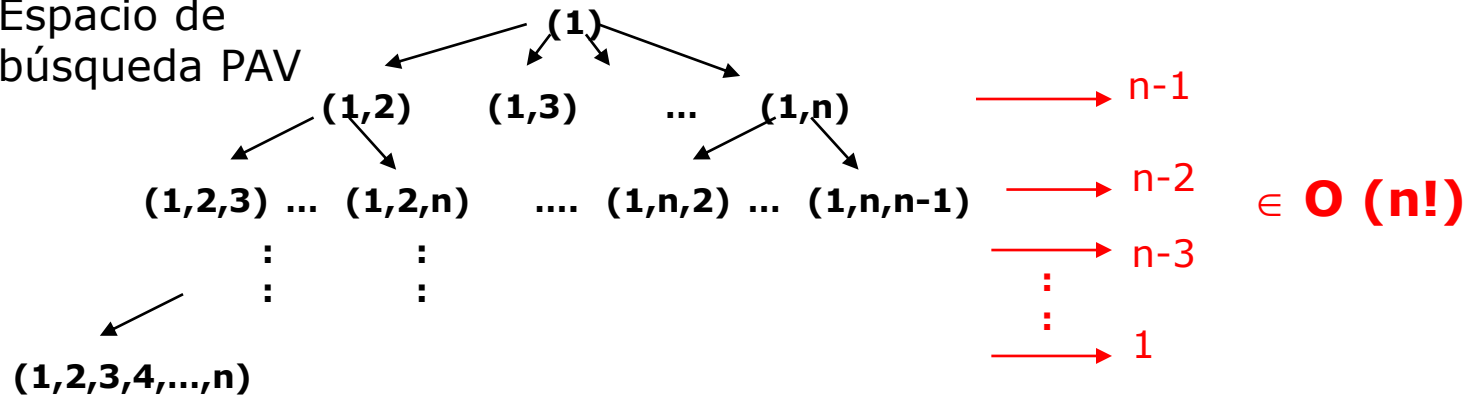 Espacio de
búsqueda PAV
(1)
(1,2) (1,3) ... (1,n) n-1
(1,2,3) ... (1,2,n) .... (1,n,2) ... (1,n,n-1) n-2
∈ O (n!)
: : n-3
: : :
: 1
(1,2,3,4,...,n)